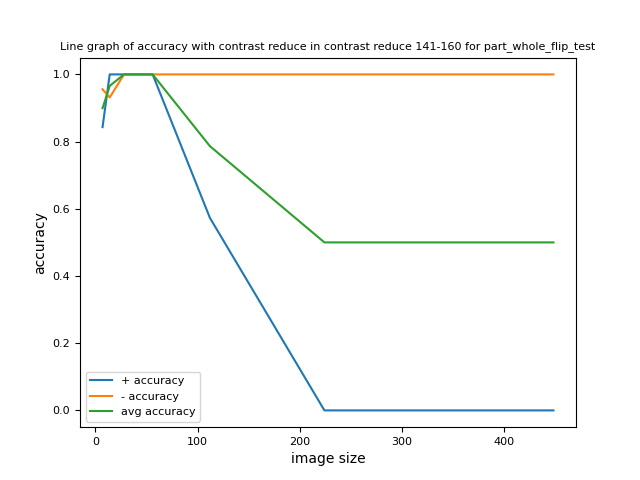 Line graph of accuracy with contrast reduce in contrast reduce 141-160 for part_whole_flip_test
1.0
0.8
0.6
0.4
0.2
0.0
accuracy
+ accuracy
- accuracy
avg accuracy
0 100 200 300 400
image size